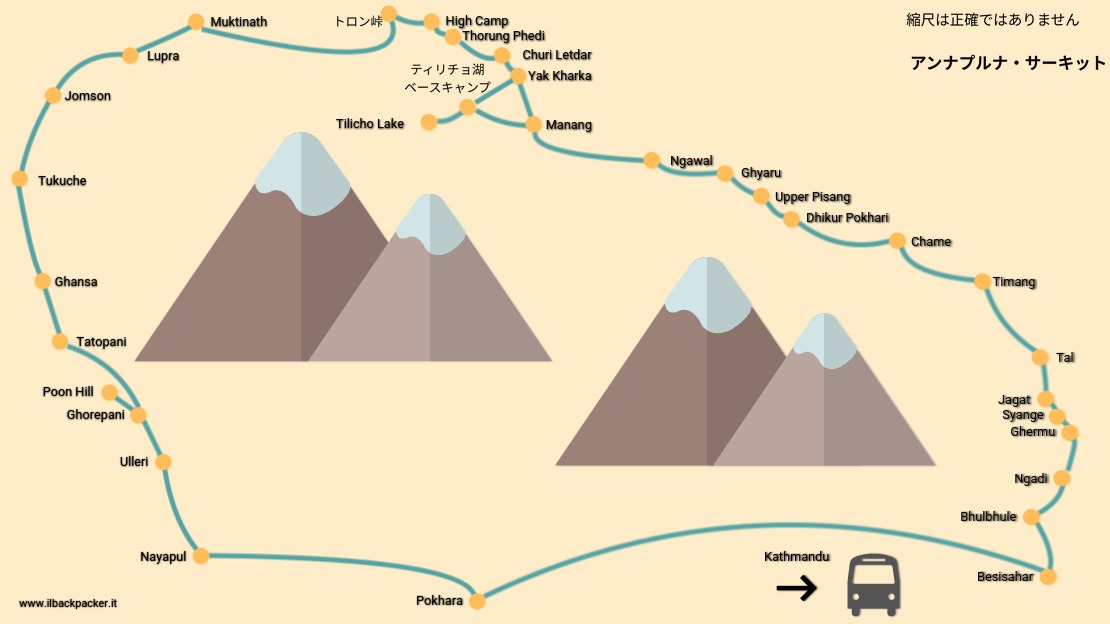 縮尺は正確ではありません
アンナプルナ・サーキット
Muktinath
トロン峠
High Camp
Thorung Phedi
Lupra
Churi Letdar
ティリチョ湖
ベースキャンプ
Yak Kharka
Jomson
Tilicho Lake
Manang
Ngawal
Ghyaru
Tukuche
Upper Pisang
Dhikur Pokhari
Chame
Ghansa
Timang
Tatopani
Tal
Poon Hill
Jagat
Ghorepani
Syange
Ghermu
Ulleri
Ngadi
Bhulbhule
Nayapul
Kathmandu
Besisahar
Pokhara
www.ilbackpacker.it